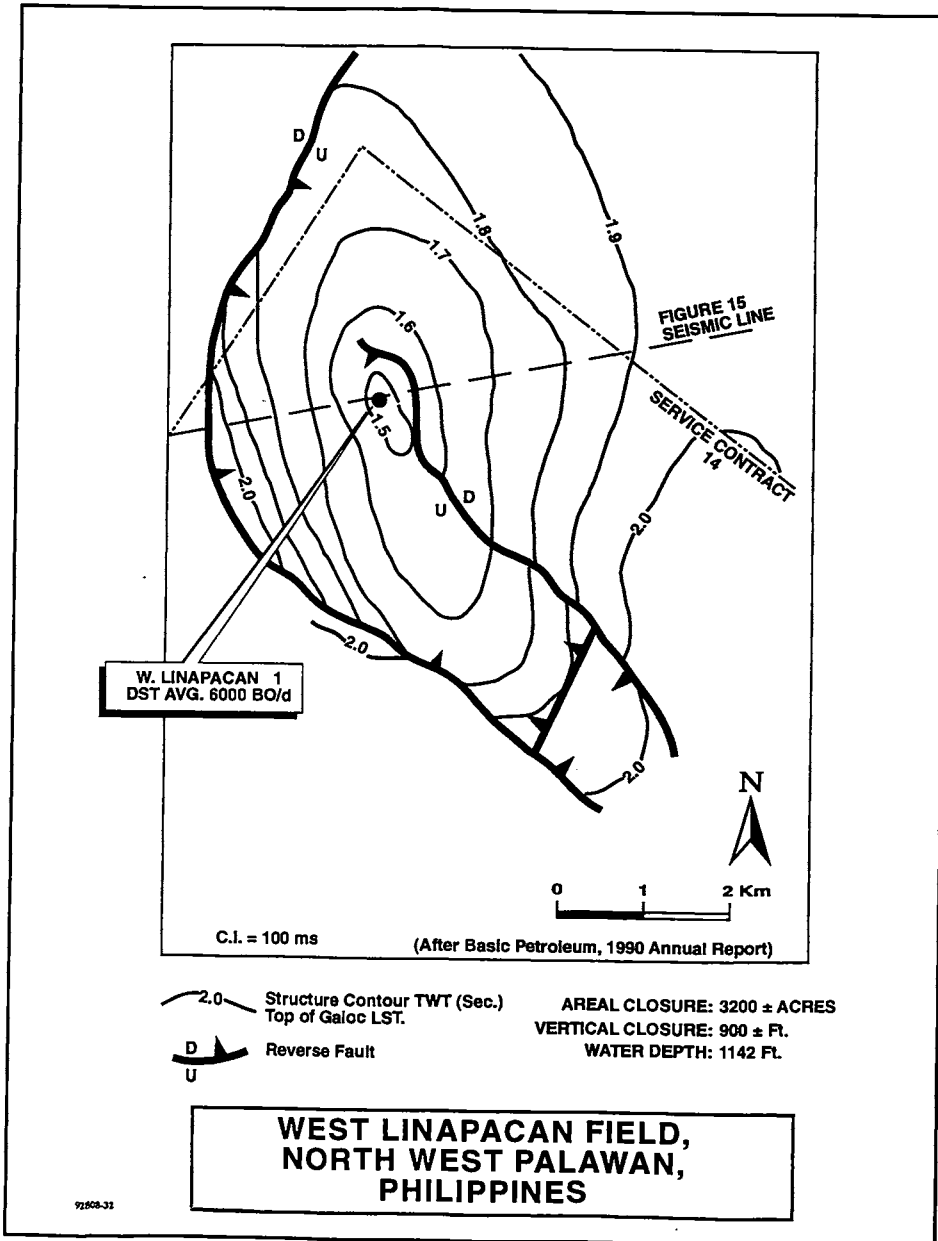 D
U
1.8
1.9
1.7
FIGURE 15
SEISMIC LINE
1.6
1.5
SERVICE CONTRACT
14
2.0
D
U
2.0
2.0
W. LINAPACAN 1
DST AVG. 6000 BO/d
2.0
N
0 1 2 Km
C.I. = 100 ms
(After Basic Petroleum, 1990 Annual Report)
2.0 Structure Contour TWT (Sec.)
Top of Galoc LST.
D
U
Reverse Fault
AREAL CLOSURE: 3200 ± ACRES
VERTICAL CLOSURE: 900 ± Ft.
WATER DEPTH: 1142 Ft.
WEST LINAPACAN FIELD,
NORTH WEST PALAWAN,
PHILIPPINES
92808-32